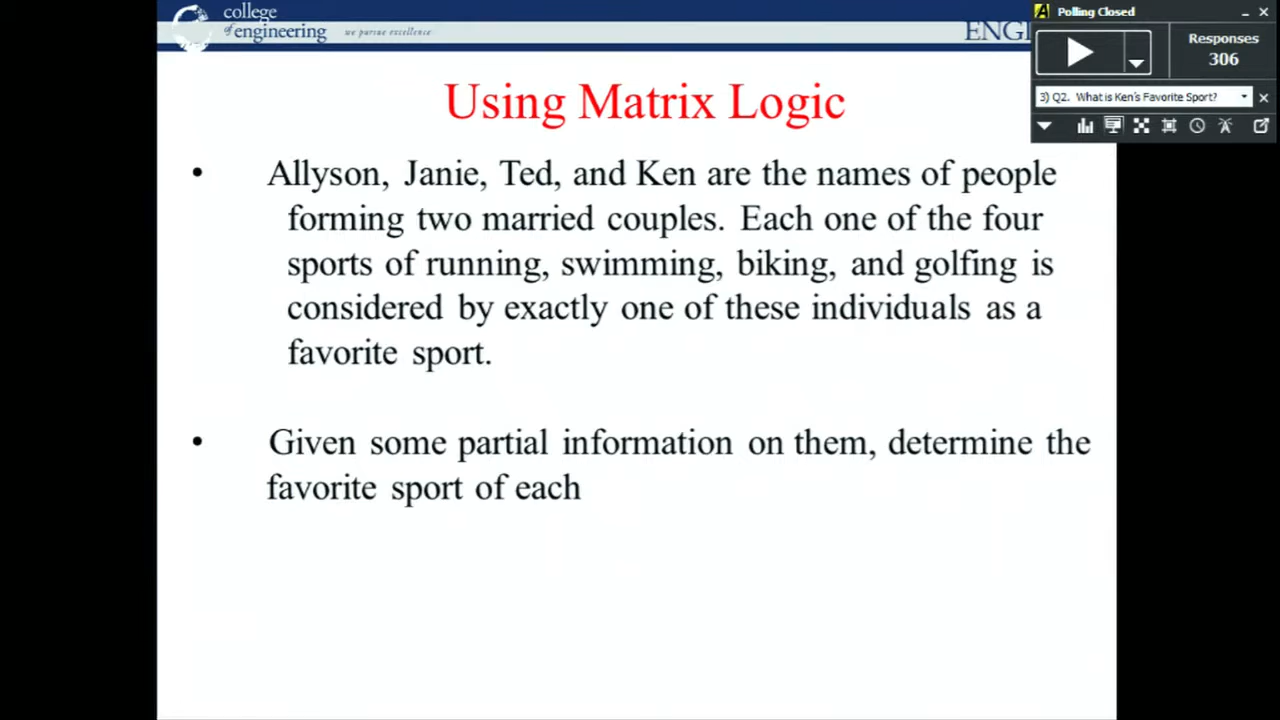 college
of engineering we pursue excellence
ENGI
Polling Closed
Responses
306
3) Q2. What is Ken's Favorite Sport?
Using Matrix Logic
• Allyson, Janie, Ted, and Ken are the names of people
forming two married couples. Each one of the four
sports of running, swimming, biking, and golfing is
considered by exactly one of these individuals as a
favorite sport.
• Given some partial information on them, determine the
favorite sport of each